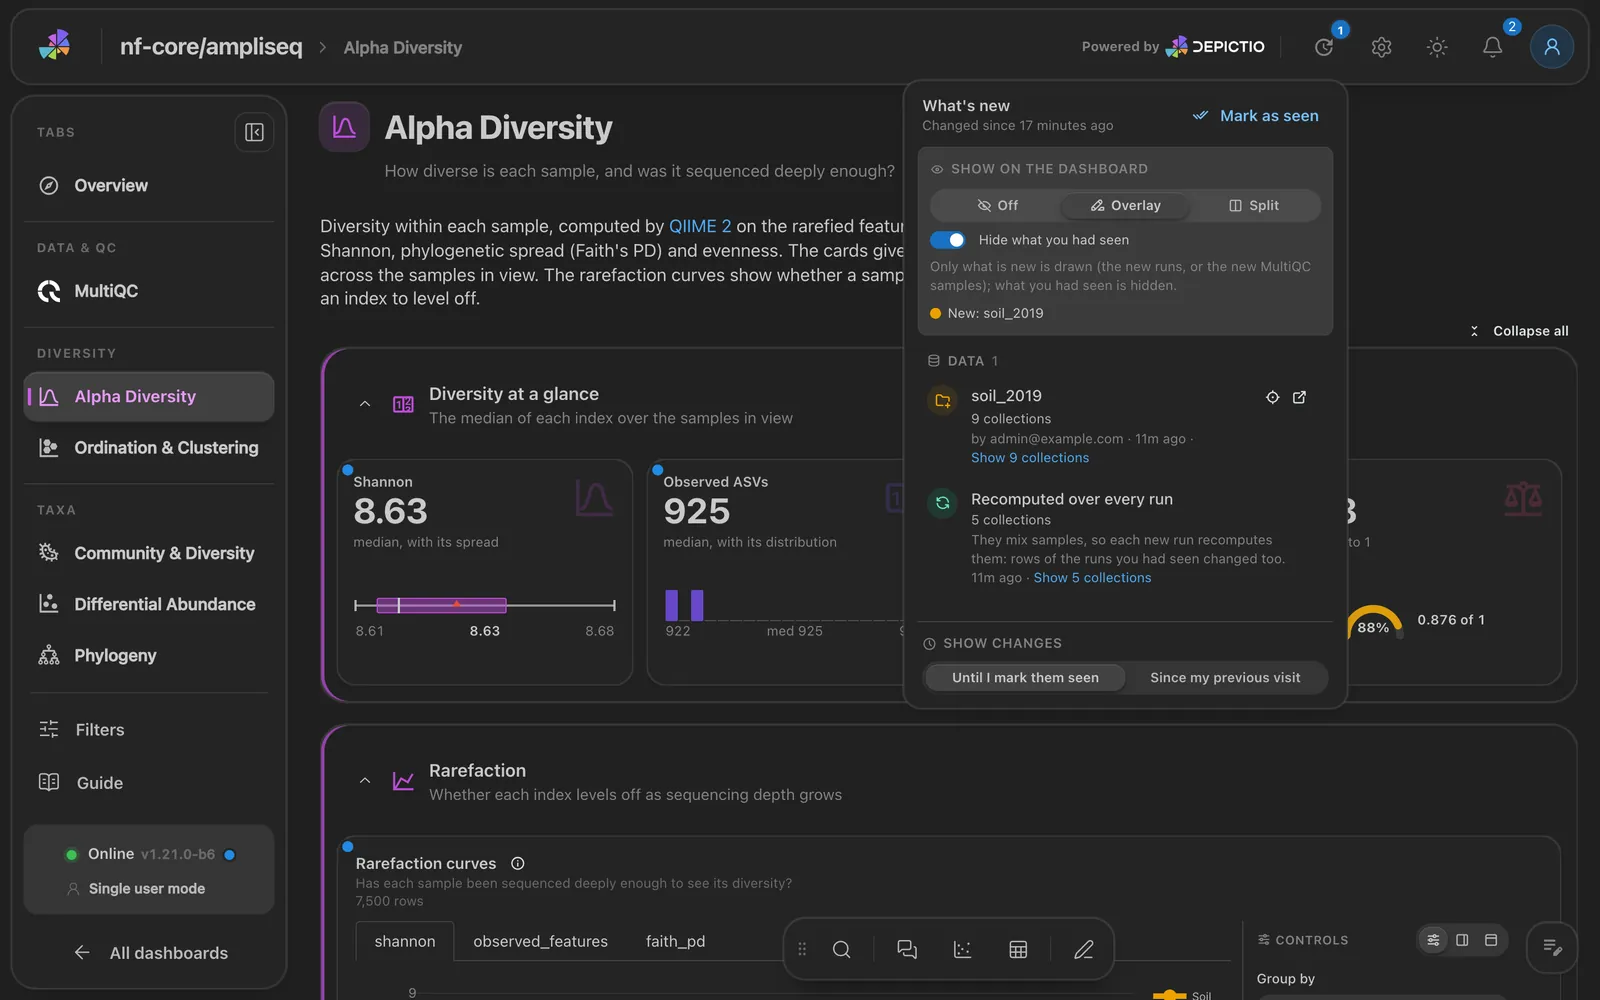 nf-core/ampliseq
Alpha Diversity
Powered by DEPICTIO
1
2
TABS
Overview
DATA & QC
MultiQC
DIVERSITY
Alpha Diversity
Ordination & Clustering
TAXA
Community & Diversity
Differential Abundance
Phylogeny
Filters
Guide
Online v1.21.0-b6
Single user mode
All dashboards
Alpha Diversity
How diverse is each sample, and was it sequenced deeply enough?
Diversity within each sample, computed by QIIME 2 on the rarefied
Shannon, phylogenetic spread (Faith's PD) and evenness. The cards give
across the samples in view. The rarefaction curves show whether a
an index to level off.
Collapse all
Diversity at a glance
The median of each index over the samples in view
Shannon
8.63
median, with its spread
8.61
8.63
8.68
Observed ASVs
925
median, with its distribution
922
med 925
to 1
88%
0.876 of 1
Rarefaction
Whether each index levels off as sequencing depth grows
Rarefaction curves
Has each sample been sequenced deeply enough to see its diversity?
7,500 rows
shannon
observed_features
faith_pd
9
Soil
CONTROLS
Group by
What's new
Changed since 17 minutes ago
Mark as seen
SHOW ON THE DASHBOARD
Off
Overlay
Split
Hide what you had seen
Only what is new is drawn (the new runs, or the new MultiQC
samples); what you had seen is hidden.
New: soil_2019
DATA 1
soil_2019
9 collections
by admin@example.com · 11m ago ·
Show 9 collections
Recomputed over every run
5 collections
They mix samples, so each new run recomputes
them: rows of the runs you had seen changed too.
11m ago · Show 5 collections
SHOW CHANGES
Until I mark them seen
Since my previous visit